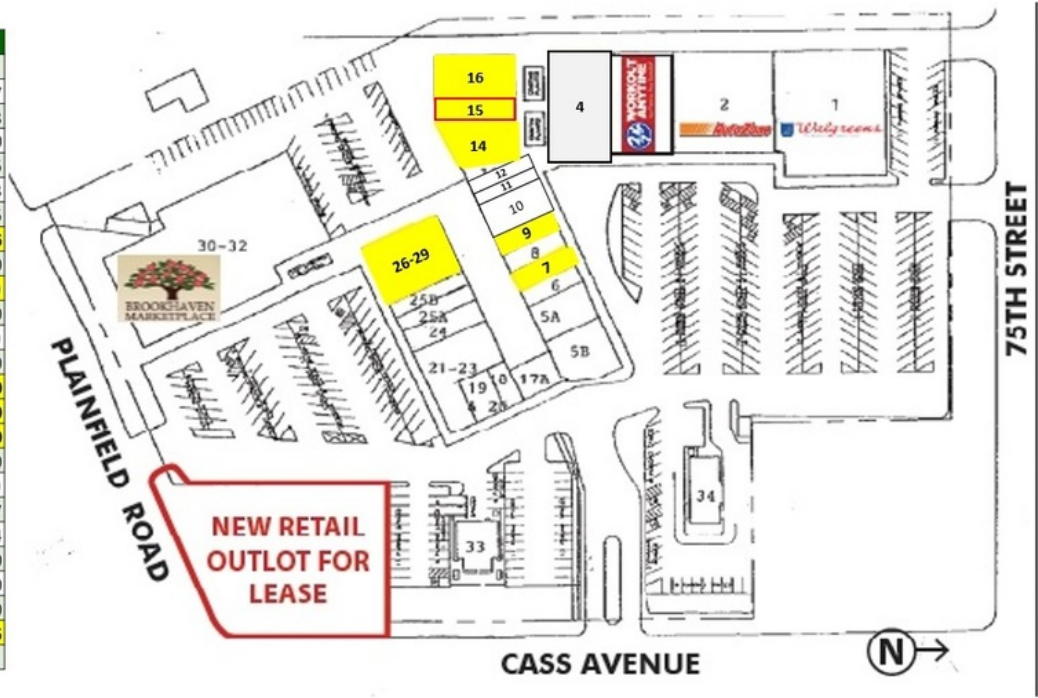 16
15
14
4
WORKOUT
ANYTIME
2
AutoZone
1
Walgreens
12
11
10
9
8
7
6
5A
5B
30-32
BROOKHAVEN
MARKETPLACE
26-29
25B
25A
24
21-23
19
17A
PLAINFIELD ROAD
75TH STREET
NEW RETAIL
OUTLOT FOR
LEASE
33
34
CASS AVENUE
N